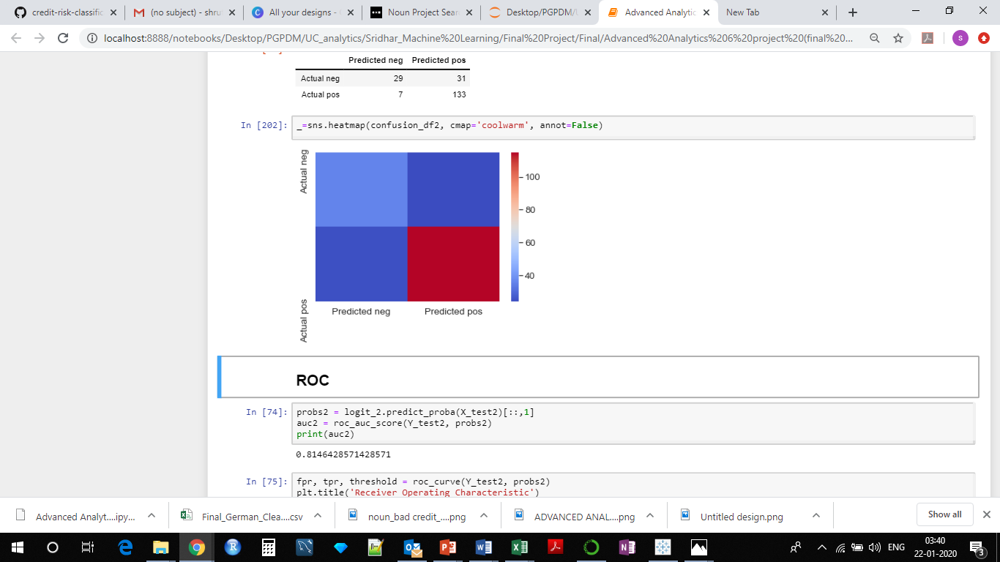 credit-risk-classific
(no subject) - shru
All your designs -
Noun Project Sear
Desktop/PGPDM/U
Advanced Analytic
New Tab
localhost:8888/notebooks/Desktop/PGPDM/UC_analytics/Sridhar_Machine%20Learning/Final%20Project/Final/Advanced%20Analytics%206%20project%20(final%20...
s
Predicted neg Predicted pos
Actual neg 29 31
Actual pos 7 133
In [202]: _=sns.heatmap(confusion_df2, cmap='coolwarm', annot=False)
Actual neg
Actual pos
100
80
60
40
Predicted neg Predicted pos
ROC
In [74]: probs2 = logit_2.predict_proba(X_test2)[::,1]
auc2 = roc_auc_score(Y_test2, probs2)
print(auc2)
0.8146428571428571
In [75]: fpr, tpr, threshold = roc_curve(Y_test2, probs2)
plt.title('Receiver Operating Characteristic')
Advanced Analyt....ipy...
Final_German_Clea....csv
noun_bad credit_....png
ADVANCED ANAL....png
Untitled design.png
Show all
ENG
03:40
22-01-2020
3